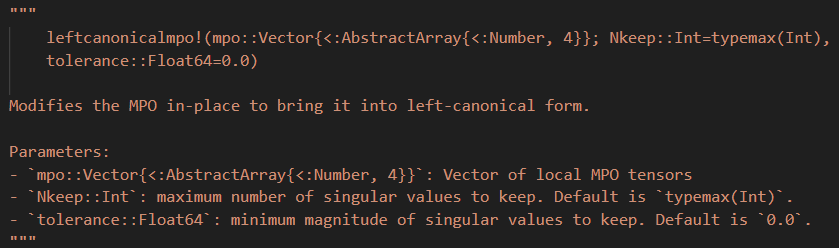 """
    leftcanonicalmpo!(mpo::Vector{<:AbstractArray{<:Number, 4}}; Nkeep::Int=typemax(Int),
    tolerance::Float64=0.0)
Modifies the MPO in-place to bring it into left-canonical form.
Parameters:
- `mpo::Vector{<:AbstractArray{<:Number, 4}}`: Vector of local MPO tensors
- `Nkeep::Int`: maximum number of singular values to keep. Default is `typemax(Int)`.
- `tolerance::Float64`: minimum magnitude of singular values to keep. Default is `0.0`.
"""